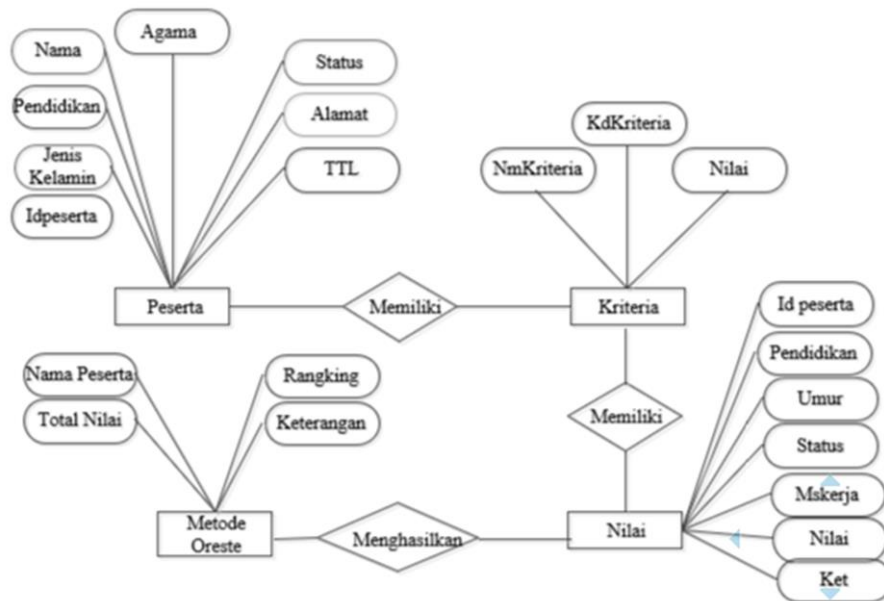 Agama
Nama
Status
Pendidikan
Alamat
Jenis
Kelamin
TTL
Idpeserta
KdKriteria
NmKriteria
Nilai
Peserta
Memiliki
Kriteria
Id peserta
Pendidikan
Umur
Status
Mskerja
Nilai
Ket
Nama Peserta
Rangking
Total Nilai
Keterangan
Memiliki
Metode
Oreste
Menghasilkan
Nilai